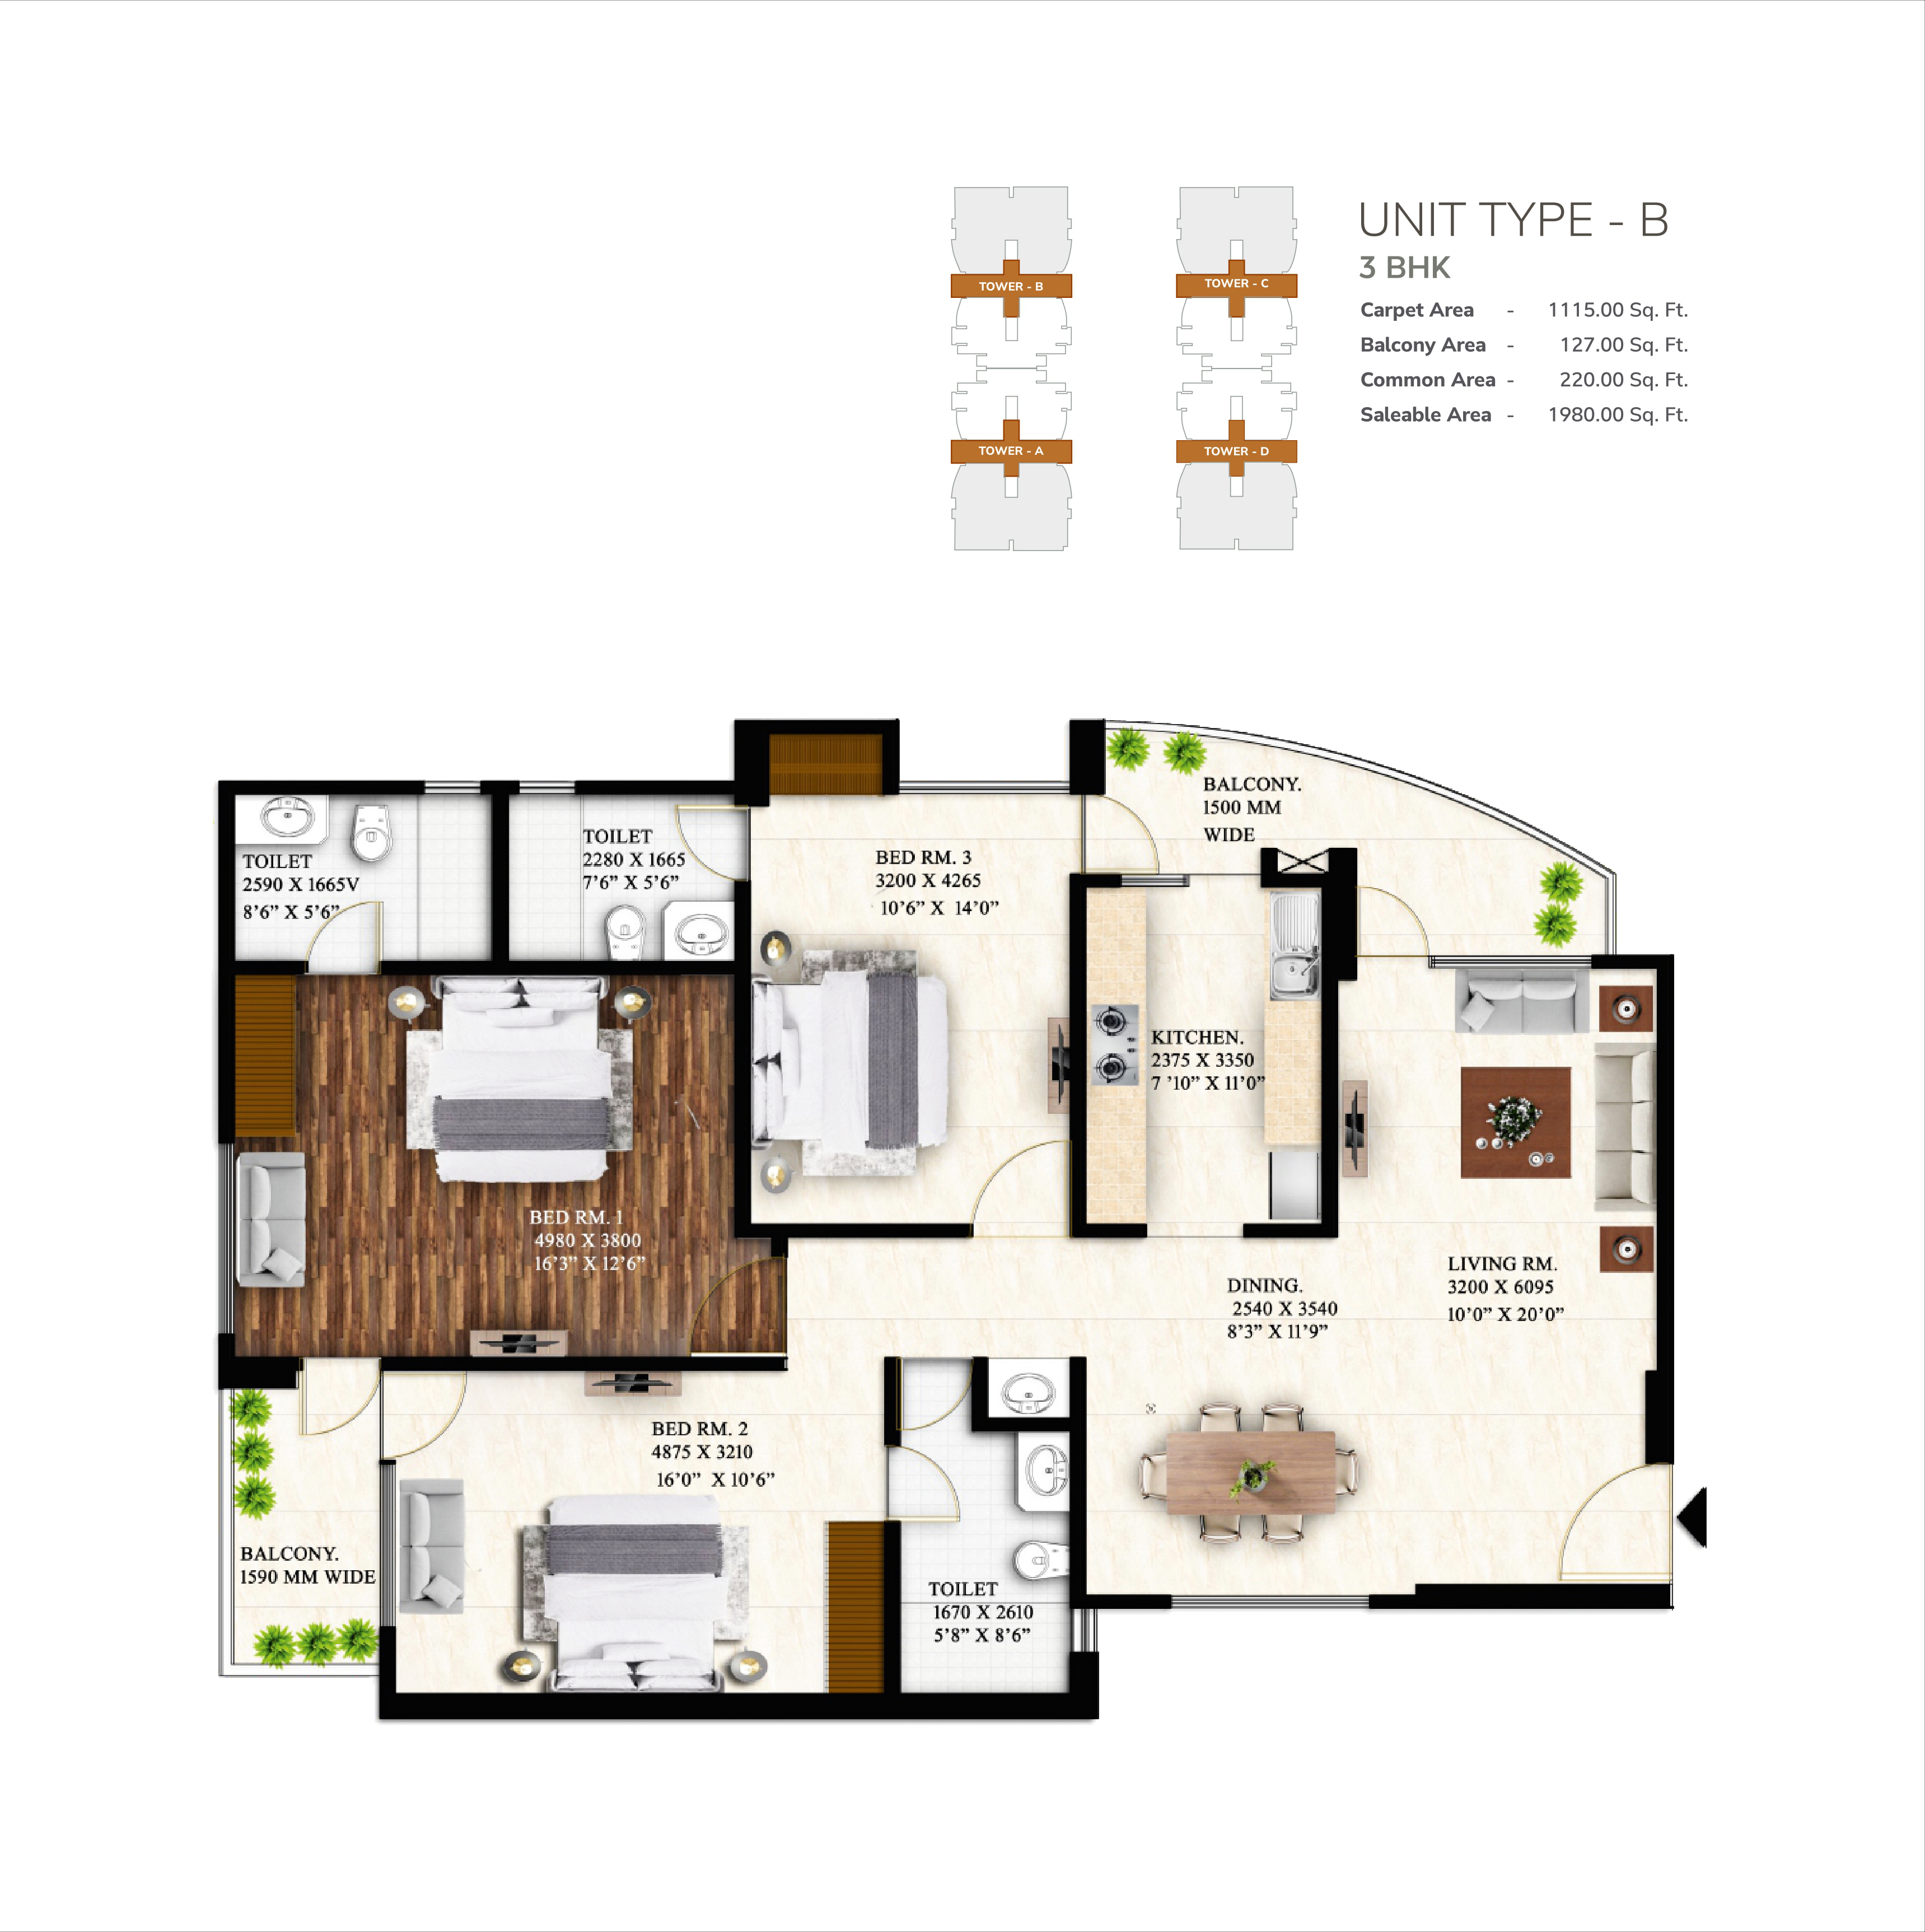 UNIT TYPE - B
3 BHK
Carpet Area - 1115.00 Sq. Ft.
Balcony Area - 127.00 Sq. Ft.
Common Area - 220.00 Sq. Ft.
Saleable Area - 1980.00 Sq. Ft.
TOWER - B
TOWER - C
TOWER - A
TOWER - D
BALCONY.
1500 MM
WIDE
TOILET
2590 X 1665V
8’6” X 5’6”
TOILET
2280 X 1665
7’6” X 5’6”
BED RM. 3
3200 X 4265
10’6” X 14’0”
KITCHEN.
2375 X 3350
7 ’10” X 11’0”
BED RM. 1
4980 X 3800
16’3” X 12’6”
DINING.
2540 X 3540
8’3” X 11’9”
LIVING RM.
3200 X 6095
10’0” X 20’0”
BED RM. 2
4875 X 3210
16’0” X 10’6”
BALCONY.
1590 MM WIDE
TOILET
1670 X 2610
5’8” X 8’6”